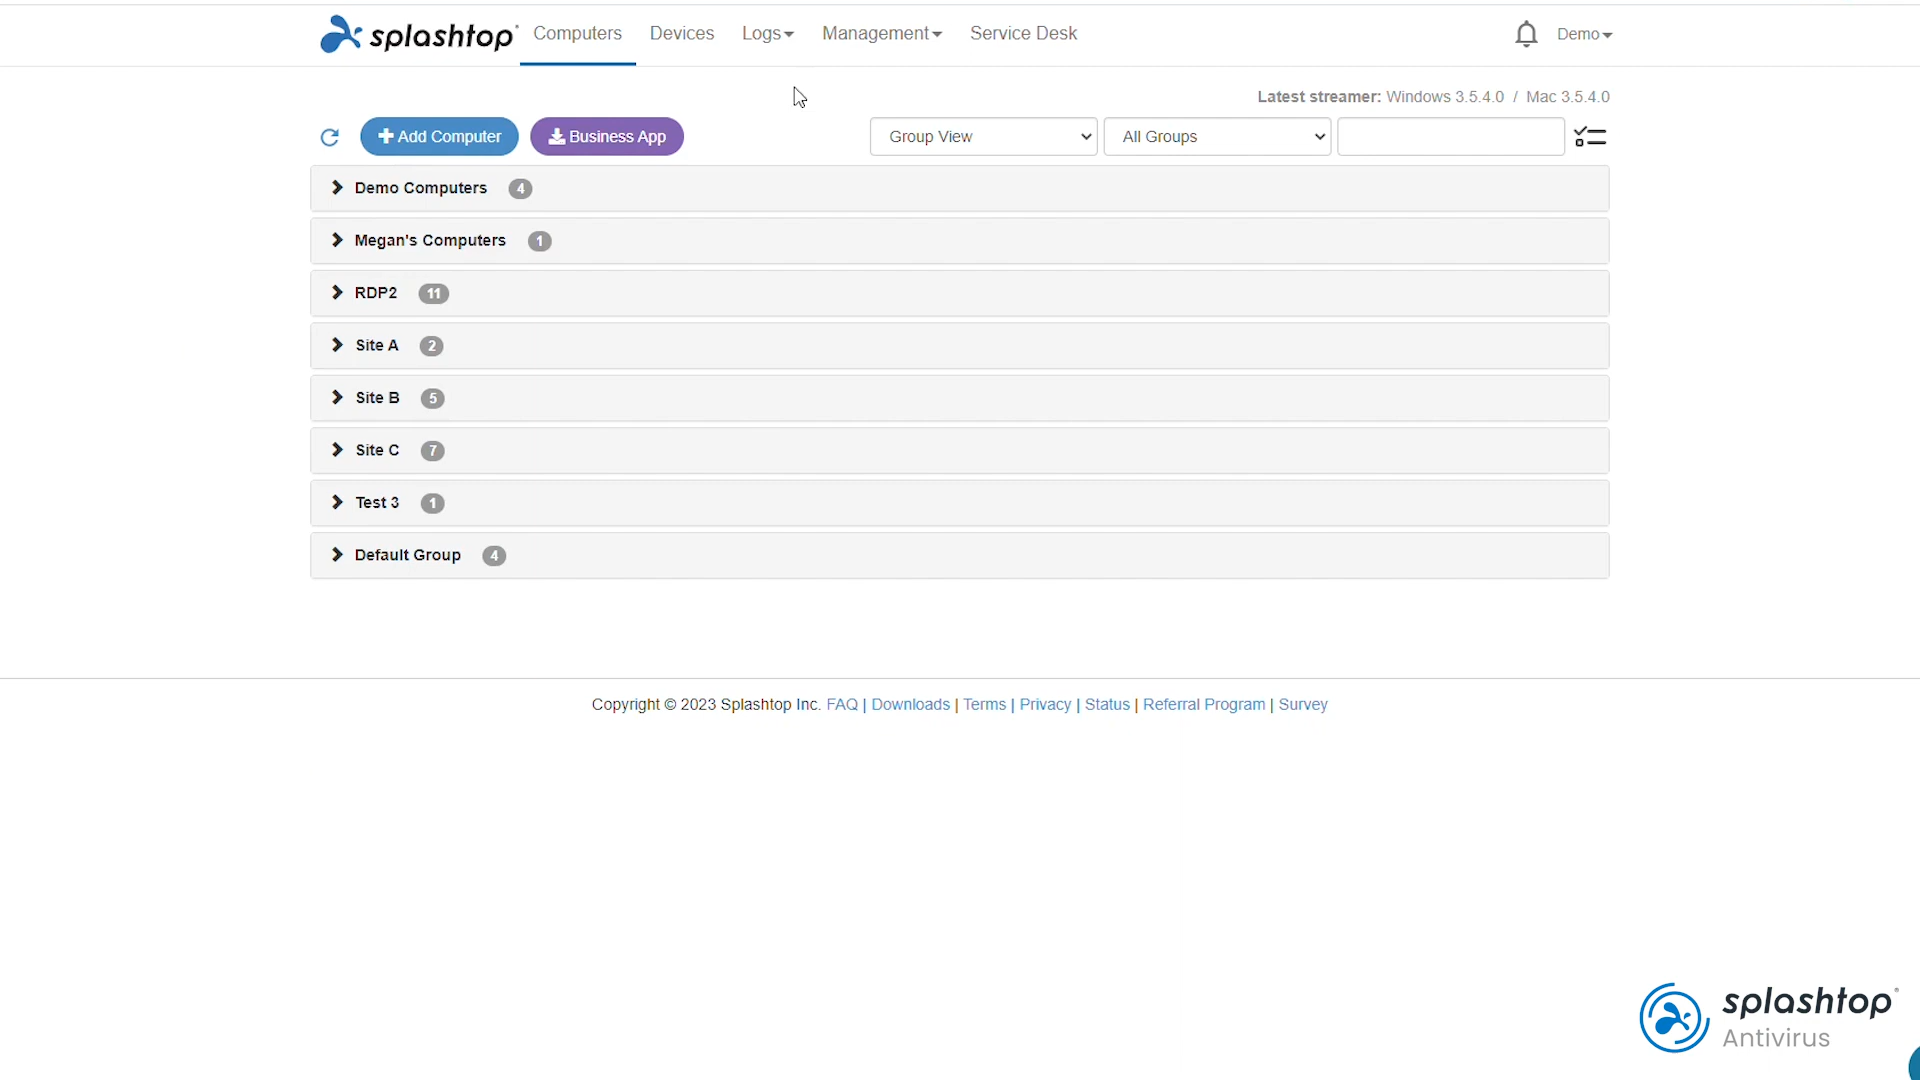 splashtop Computers Devices Logs Management Service Desk Demo
Latest streamer: Windows 3.5.4.0 / Mac 3.5.4.0
Add Computer Business App Group View All Groups
Demo Computers 4
Megan's Computers 1
RDP2 11
Site A 2
Site B 5
Site C 7
Test 3 1
Default Group 4
Copyright © 2023 Splashtop Inc. FAQ | Downloads | Terms | Privacy | Status | Referral Program | Survey
splashtop
Antivirus